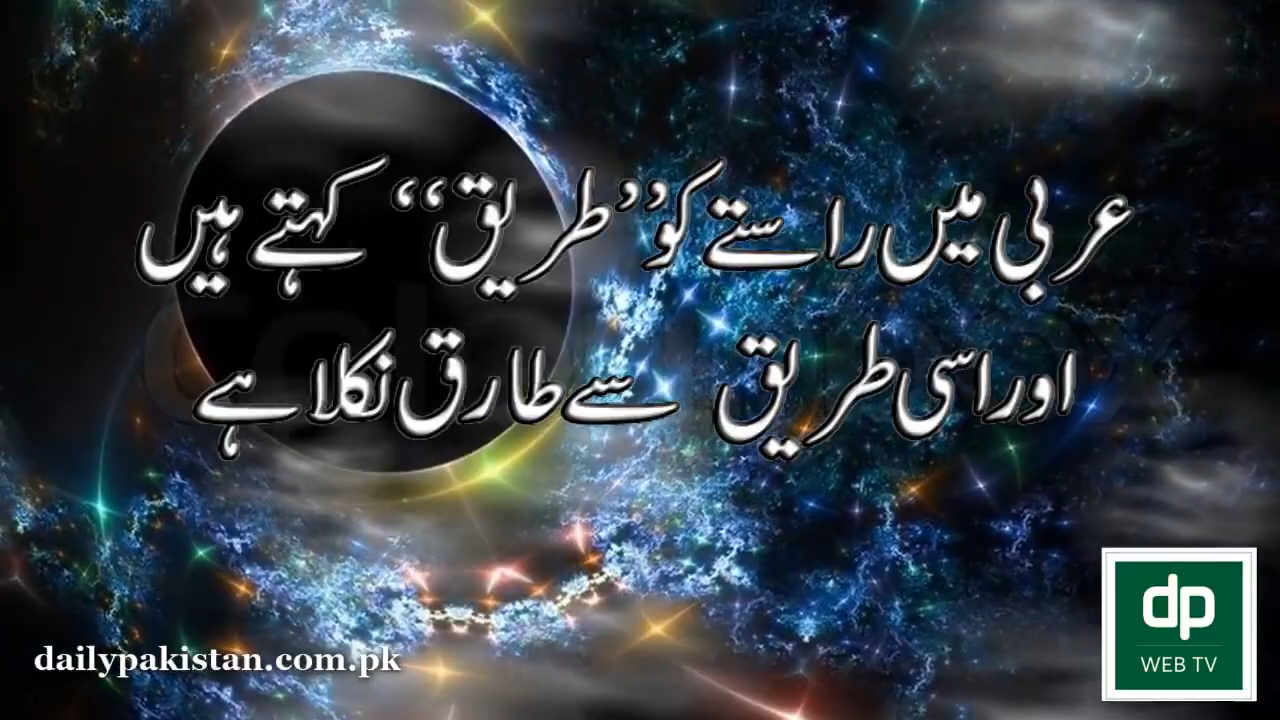 عربی میں راستے کو’’طریق‘‘ کہتے ہیں
اور اسی طریق سے طارق نکلا ہے
dailypakistan.com.pk
dp
WEB TV